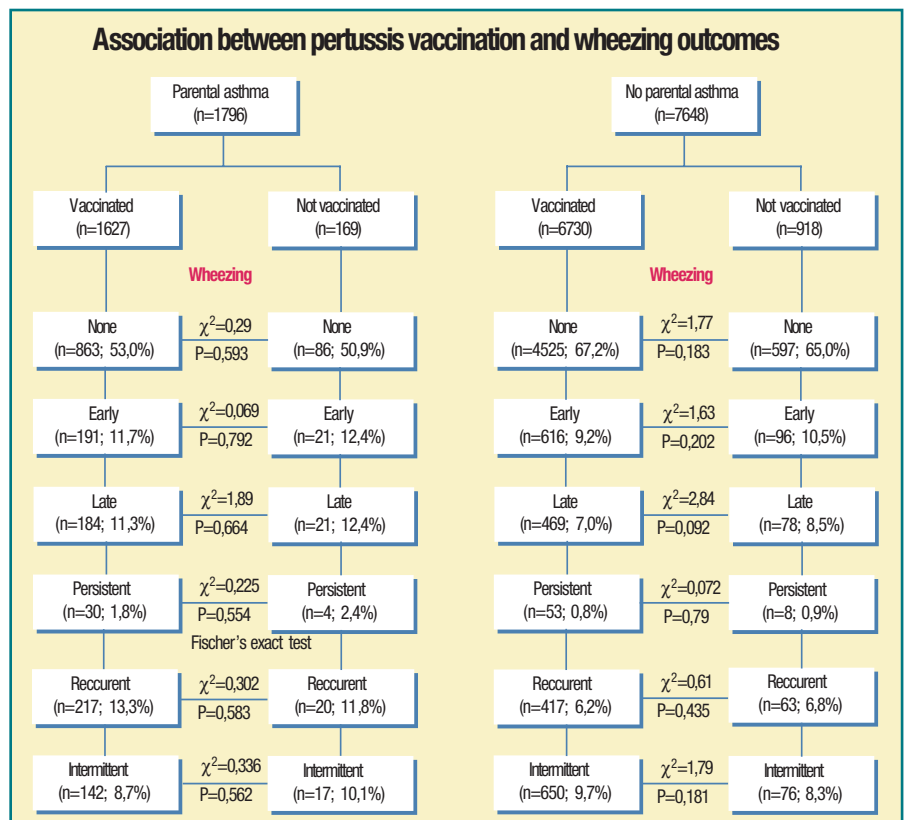 Association between pertussis vaccination and wheezing outcomes
Parental asthma
(n=1796)
No parental asthma
(n=7648)
Vaccinated
(n=1627)
Not vaccinated
(n=169)
Vaccinated
(n=6730)
Not vaccinated
(n=918)
Wheezing
Wheezing
None
(n=863; 53,0%)
χ²=0,29
P=0,593
None
(n=86; 50,9%)
None
(n=4525; 67,2%)
χ²=1,77
P=0,183
None
(n=597; 65,0%)
Early
(n=191; 11,7%)
χ²=0,069
P=0,792
Early
(n=21; 12,4%)
Early
(n=616; 9,2%)
χ²=1,63
P=0,202
Early
(n=96; 10,5%)
Late
(n=184; 11,3%)
χ²=1,89
P=0,664
Late
(n=21; 12,4%)
Late
(n=469; 7,0%)
χ²=2,84
P=0,092
Late
(n=78; 8,5%)
Persistent
(n=30; 1,8%)
χ²=0,225
P=0,554
Fischer's exact test
Persistent
(n=4; 2,4%)
Persistent
(n=53; 0,8%)
χ²=0,072
P=0,79
Persistent
(n=8; 0,9%)
Reccurent
(n=217; 13,3%)
χ²=0,302
P=0,583
Reccurent
(n=20; 11,8%)
Reccurent
(n=417; 6,2%)
χ²=0,61
P=0,435
Reccurent
(n=63; 6,8%)
Intermittent
(n=142; 8,7%)
χ²=0,336
P=0,562
Intermittent
(n=17; 10,1%)
Intermittent
(n=650; 9,7%)
χ²=1,79
P=0,181
Intermittent
(n=76; 8,3%)